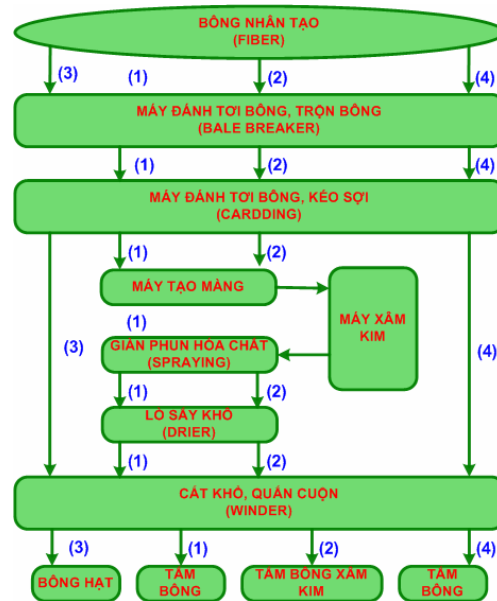 BÔNG NHÂN TẠO
(FIBER)
(3)
(1)
(2)
(4)
MÁY ĐÁNH TƠI BÔNG, TRỘN BÔNG
(BALE BREAKER)
(1)
(2)
(4)
MÁY ĐÁNH TƠI BÔNG, KÉO SỢI
(CARDDING)
(1)
(2)
MÁY TẠO MÀNG
MÁY XÂM
KIM
(1)
(3)
GIÀN PHUN HÓA CHẤT
(SPRAYING)
(4)
(1)
(2)
LÒ SẤY KHÔ
(DRIER)
(1)
(2)
CẮT KHỔ, QUẤN CUỘN
(WINDER)
(3)
(1)
(2)
(4)
BÔNG HẠT
TẤM
BÔNG
TẤM BÔNG XÂM
KIM
TẤM
BÔNG